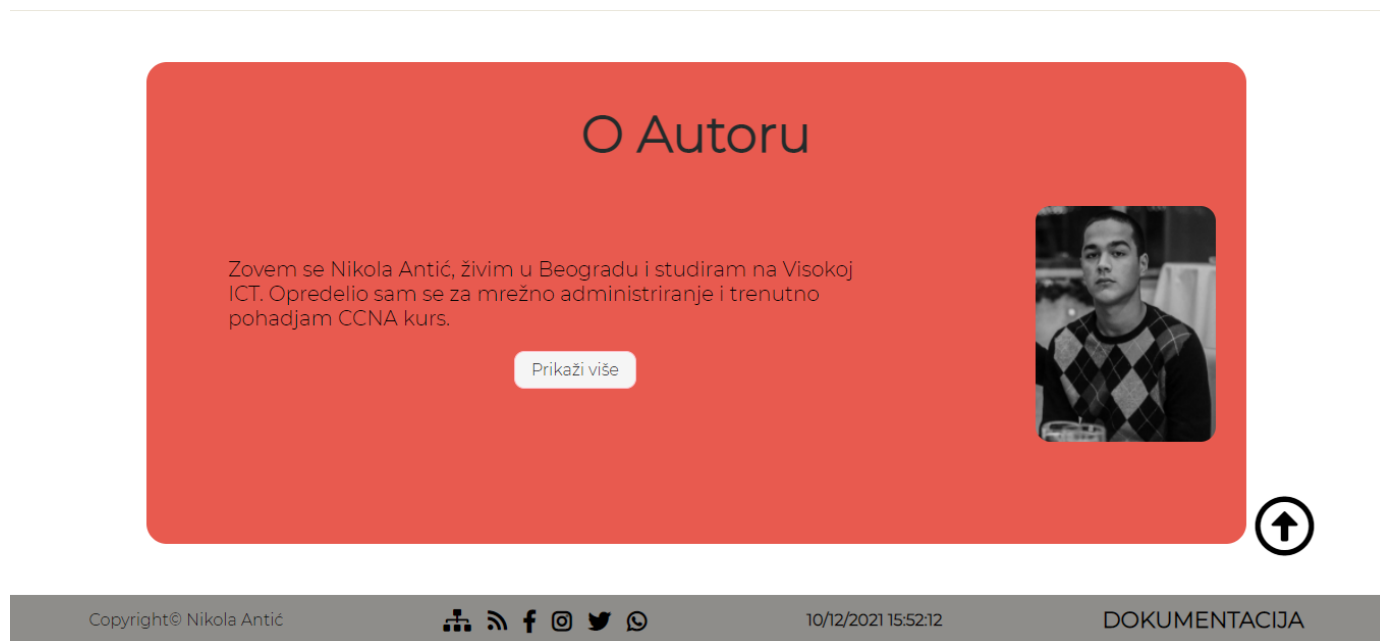 O Autoru
Zovem se Nikola Antić, živim u Beogradu i studiram na Visokoj
ICT. Opredelio sam se za mrežno administriranje i trenutno
pohadjam CCNA kurs.
Prikaži više
Copyright© Nikola Antić
10/12/2021 15:52:12
DOKUMENTACIJA